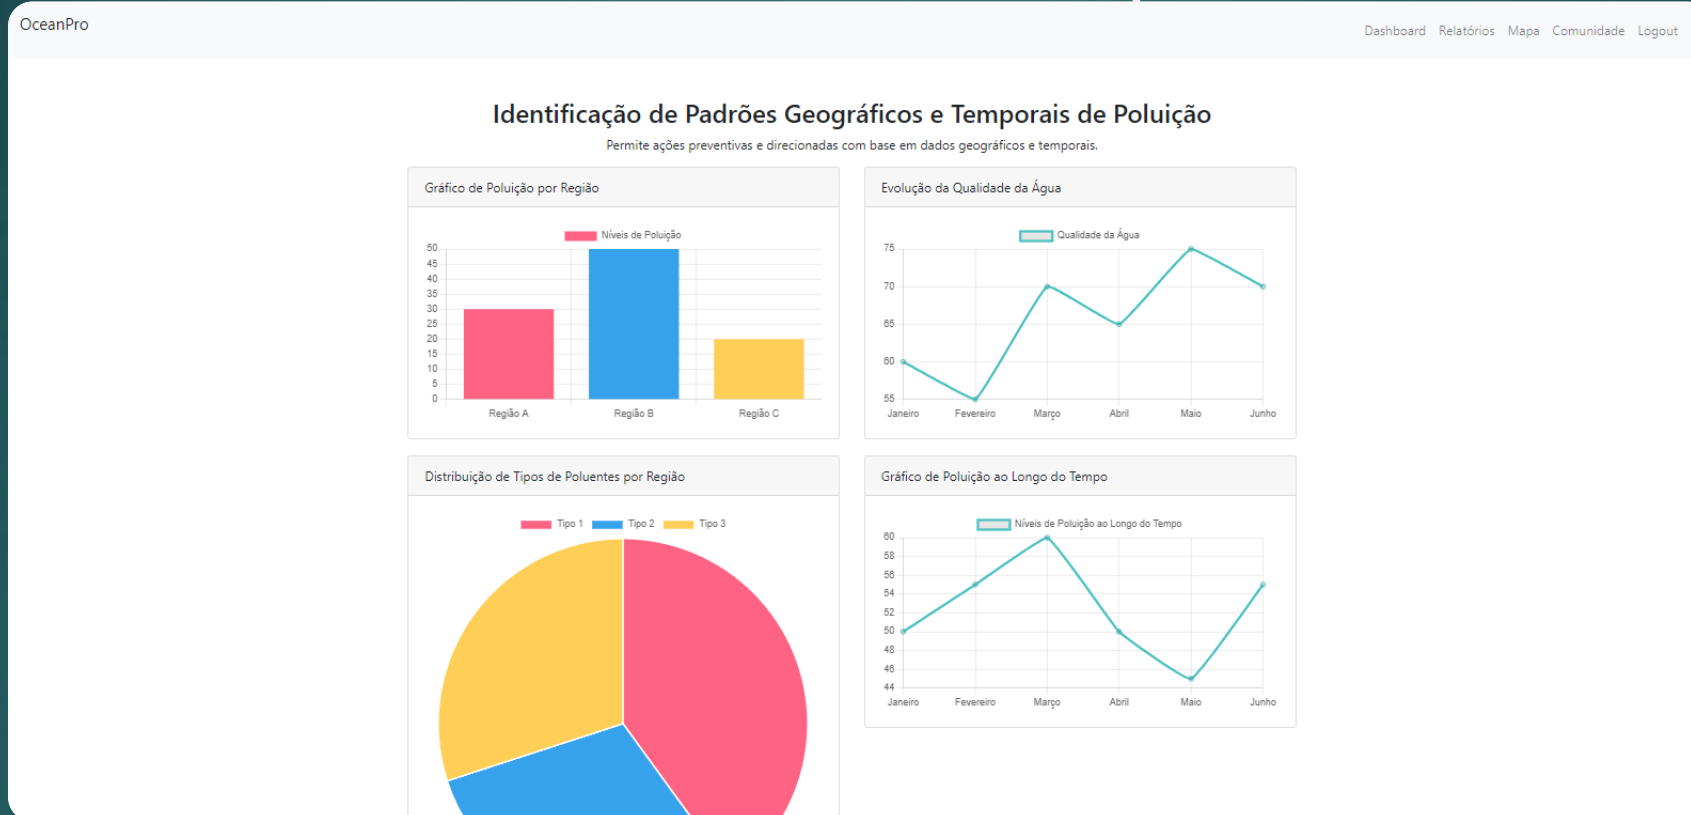 OceanPro
Dashboard Relatórios Mapa Comunidade Logout
Identificação de Padrões Geográficos e Temporais de Poluição
Permite ações preventivas e direcionadas com base em dados geográficos e temporais.
Gráfico de Poluição por Região
Níveis de Poluição
50
45
40
35
30
25
20
15
10
5
0
Região A Região B Região C
Evolução da Qualidade da Água
Qualidade da Água
75
70
65
60
55
Janeiro Fevereiro Março Abril Maio Junho
Distribuição de Tipos de Poluentes por Região
Tipo 1 Tipo 2 Tipo 3
Gráfico de Poluição ao Longo do Tempo
Níveis de Poluição ao Longo do Tempo
60
58
56
54
52
50
48
46
44
Janeiro Fevereiro Março Abril Maio Junho